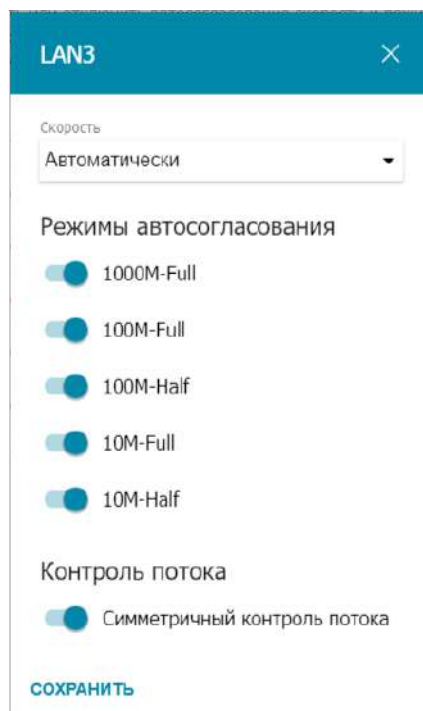 LAN3
Скорость
Автоматически
Режимы автосогласования
1000M-Full
100M-Full
100M-Half
10M-Full
10M-Half
Контроль потока
Симметричный контроль потока
СОХРАНИТЬ